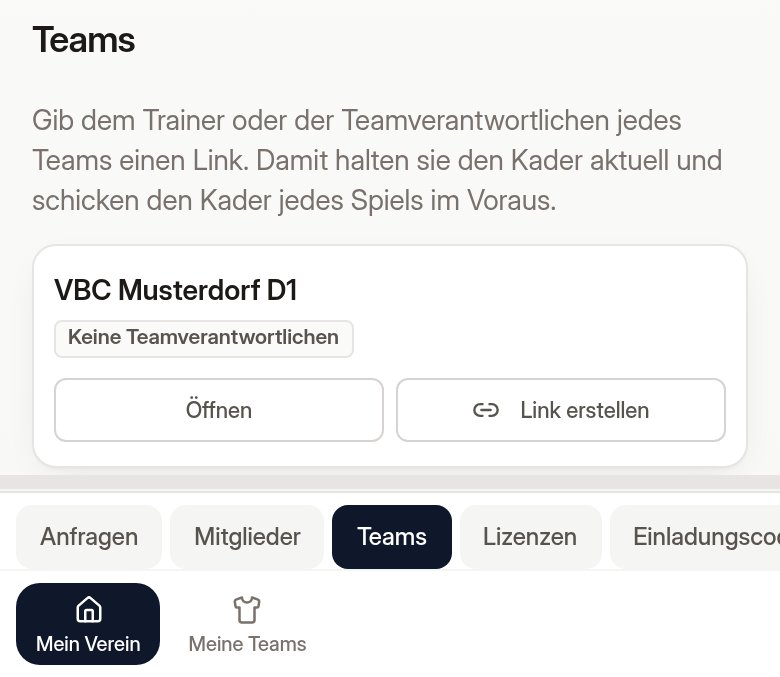 Teams
Gib dem Trainer oder der Teamverantwortlichen jedes
Teams einen Link. Damit halten sie den Kader aktuell und
schicken den Kader jedes Spiels im Voraus.
VBC Musterdorf D1
Keine Teamverantwortlichen
Öffnen
Link erstellen
Anfragen
Mitglieder
Teams
Lizenzen
Einladungsco
Mein Verein
Meine Teams